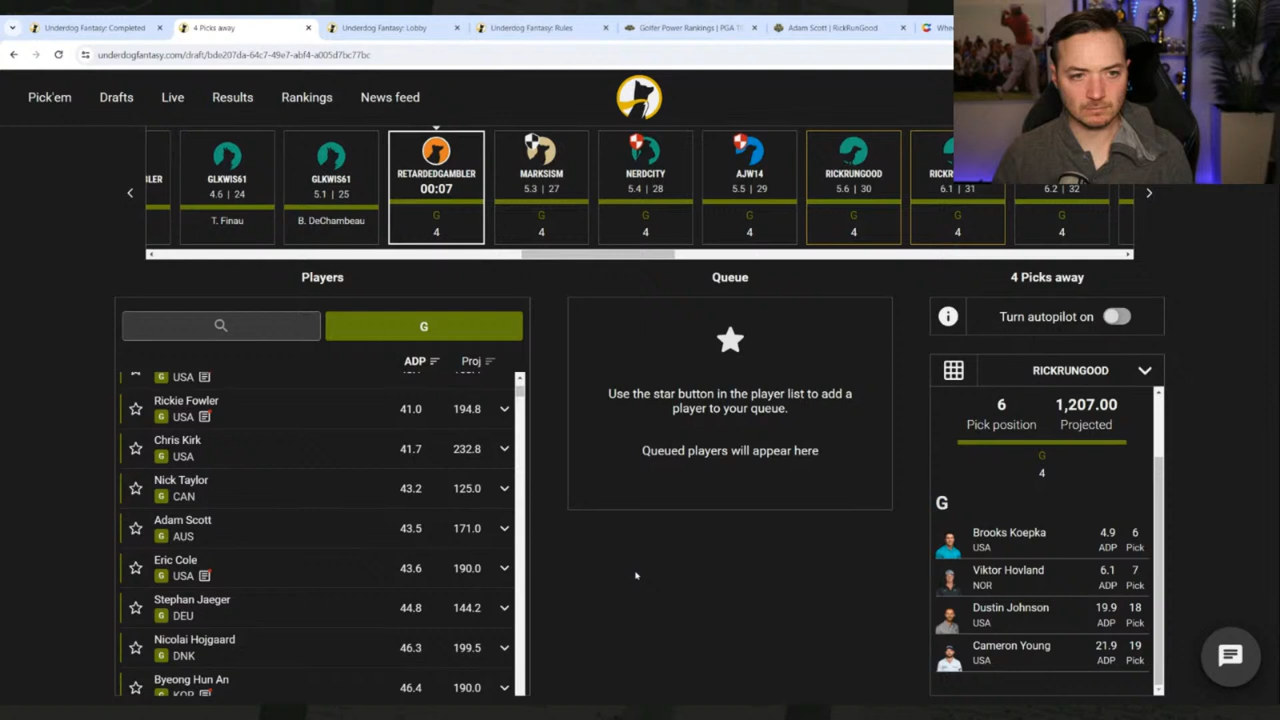 Underdog Fantasy: Completed
4 Picks away
Underdog Fantasy: Lobby
Underdog Fantasy: Rules
Golfer Power Rankings | PGA T
Adam Scott | RickRunGood
underdogfantasy.com/draft/bde207da-64c7-49e7-abf4-a005d7bc77bc
Pick'em Drafts Live Results Rankings News feed
GLKWIS61
4.6 | 24
T. Finau
GLKWIS61
5.1 | 25
B. DeChambeau
RETARDEDGAMBLER
00:07
G
4
MARKSISM
5.3 | 27
G
4
NERDCITY
5.4 | 28
G
4
AJW14
5.5 | 29
G
4
RICKRUNGOOD
5.6 | 30
G
4
6.1 | 31
G
4
6.2 | 32
G
4
Players
G
ADP Proj
G USA
Rickie Fowler
G USA
41.0 194.8
Chris Kirk
G USA
41.7 232.8
Nick Taylor
G CAN
43.2 125.0
Adam Scott
G AUS
43.5 171.0
Eric Cole
G USA
43.6 190.0
Stephan Jaeger
G DEU
44.8 144.2
Nicolai Hojgaard
G DNK
46.3 199.5
Byeong Hun An
G KOR
46.4 190.0
Queue
Use the star button in the player list to add a
player to your queue.
Queued players will appear here
4 Picks away
Turn autopilot on
RICKRUNGOOD
6 1,207.00
Pick position Projected
G
4
G
Brooks Koepka 4.9 6
USA ADP Pick
Viktor Hovland 6.1 7
NOR ADP Pick
Dustin Johnson 19.9 18
USA ADP Pick
Cameron Young 21.9 19
USA ADP Pick